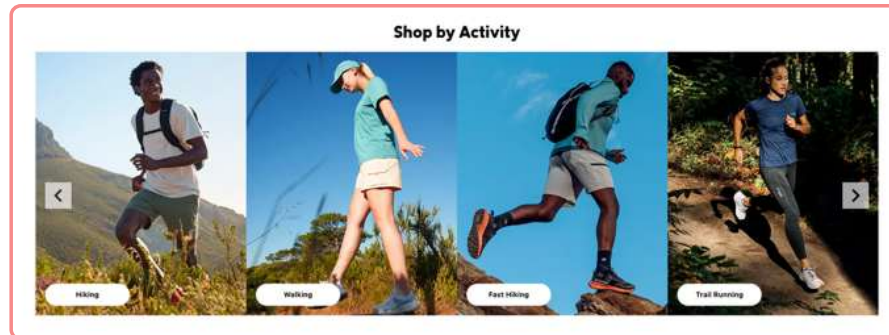 Shop by Activity
Hiking
Walking
Fast Hiking
Trail Running